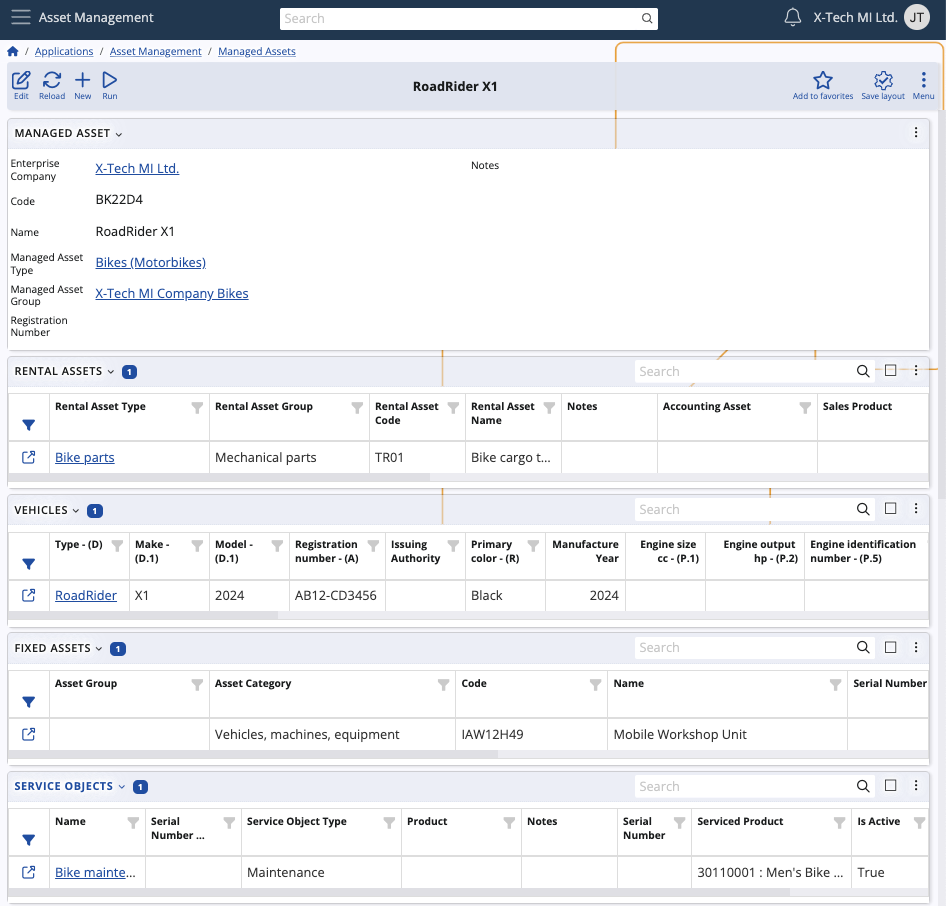 Asset Management
Search
X-Tech MI Ltd.
JT
/ Applications / Asset Management / Managed Assets
Edit
Reload
New
Run
RoadRider X1
Add to favorites
Save layout
Menu
MANAGED ASSET
Enterprise Company
X-Tech MI Ltd.
Notes
Code
BK22D4
Name
RoadRider X1
Managed Asset Type
Bikes (Motorbikes)
Managed Asset Group
X-Tech MI Company Bikes
Registration Number
RENTAL ASSETS 1
Search
Rental Asset Type
Rental Asset Group
Rental Asset Code
Rental Asset Name
Notes
Accounting Asset
Sales Product
Bike parts
Mechanical parts
TR01
Bike cargo t...
VEHICLES 1
Search
Type - (D)
Make - (D.1)
Model - (D.1)
Registration number - (A)
Issuing Authority
Primary color - (R)
Manufacture Year
Engine size cc - (P.1)
Engine output hp - (P.2)
Engine identification number - (P.5)
RoadRider
X1
2024
AB12-CD3456
Black
2024
FIXED ASSETS 1
Search
Asset Group
Asset Category
Code
Name
Serial Number
Vehicles, machines, equipment
IAW12H49
Mobile Workshop Unit
SERVICE OBJECTS 1
Search
Name
Serial Number ...
Service Object Type
Product
Notes
Serial Number
Serviced Product
Is Active
Bike mainte...
Maintenance
30110001 : Men's Bike ...
True